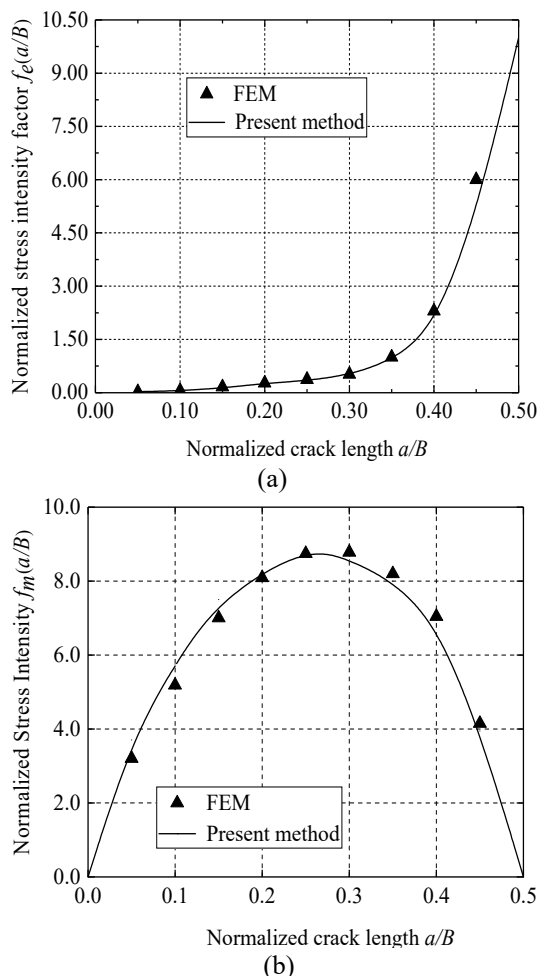 10.50
9.00
7.50
6.00
4.50
3.00
1.50
0.00
Normalized stress intensity factor fe(a/B)
FEM
Present method
0.00 0.10 0.20 0.30 0.40 0.50
Normalized crack length a/B
(a)
10.0
8.0
6.0
4.0
2.0
0.0
Normalized Stress Intensity fm(a/B)
FEM
Present method
0.0 0.1 0.2 0.3 0.4 0.5
Normalized crack length a/B
(b)